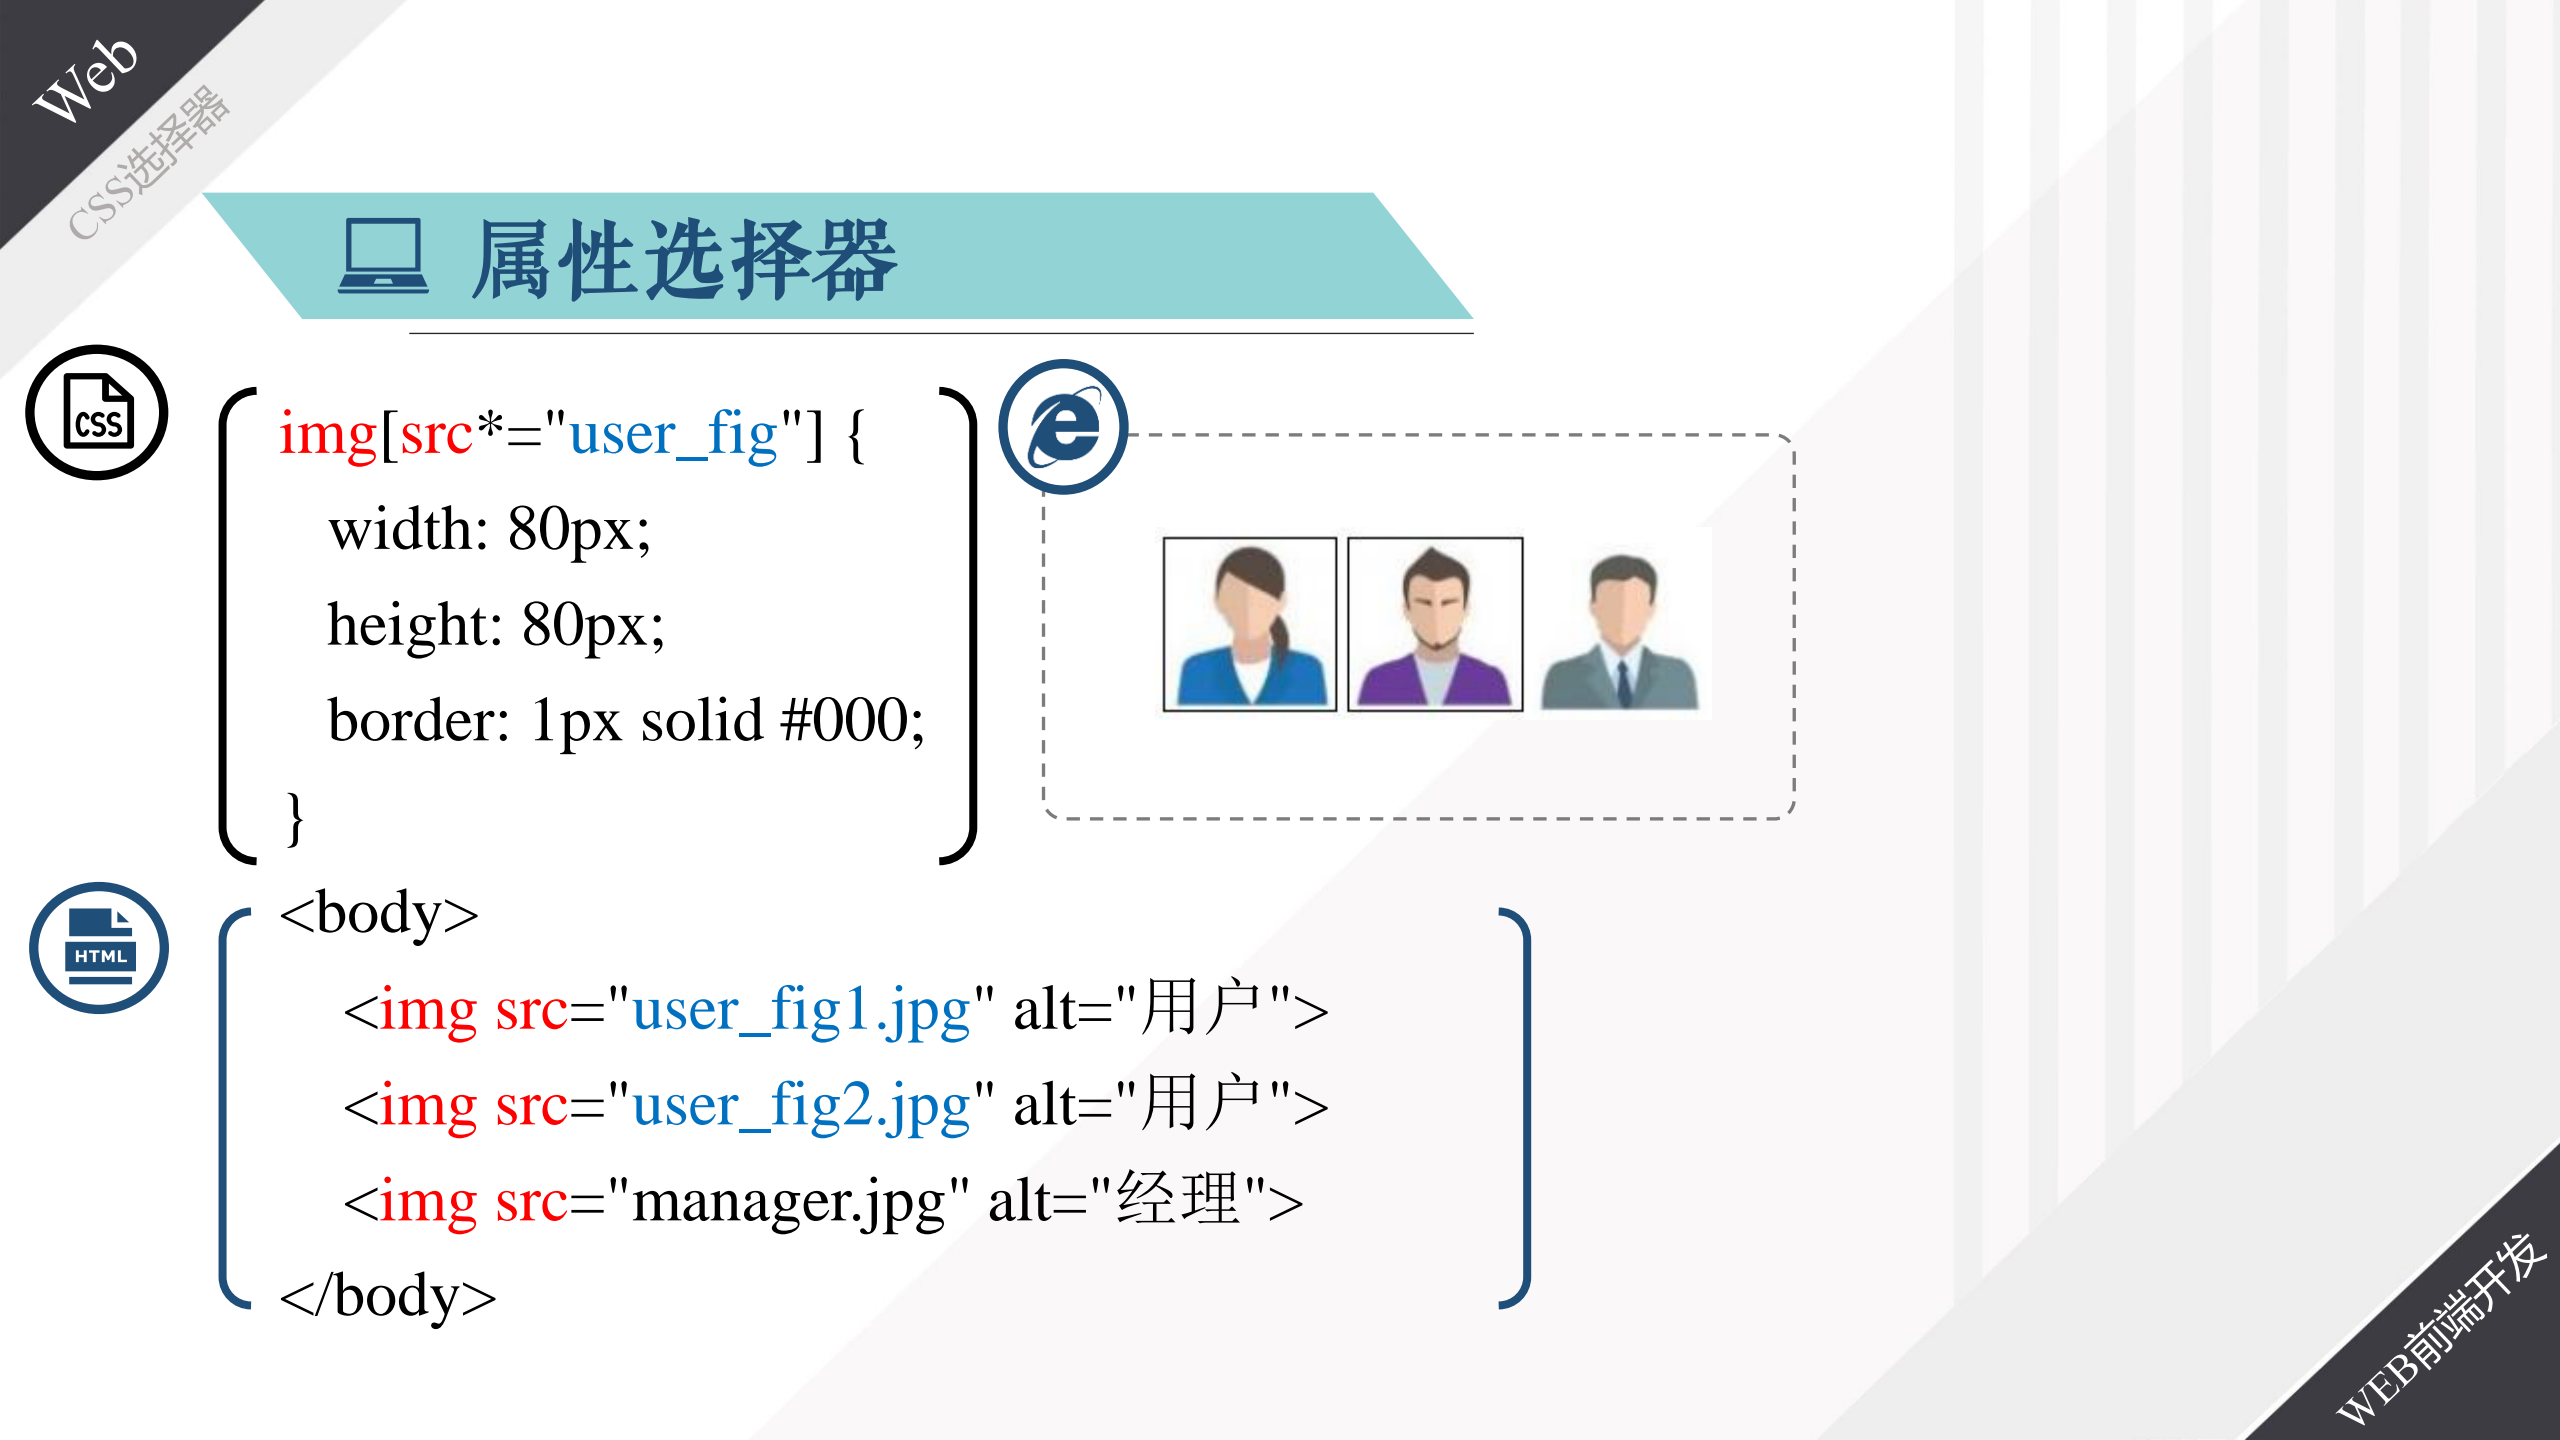 Web
CSS选择器
属性选择器
CSS
img[src*="user_fig"] {
width: 80px;
height: 80px;
border: 1px solid #000;
}
HTML
<body>
<img src="user_fig1.jpg" alt="用户">
<img src="user_fig2.jpg" alt="用户">
<img src="manager.jpg" alt="经理">
</body>
WEB前端开发